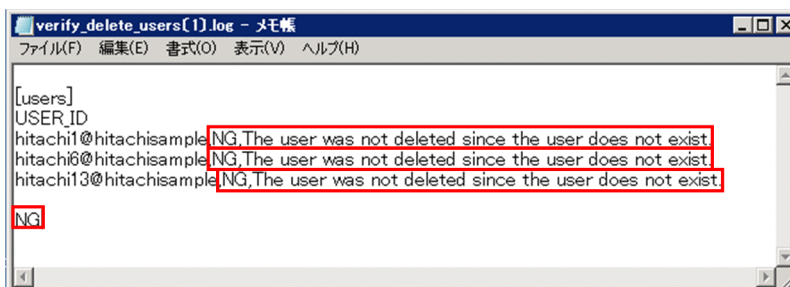 verify_delete_users[1].log - メモ帳
ファイル(F) 編集(E) 書式(O) 表示(V) ヘルプ(H)
[users]
USER_ID
hitachi1@hitachisample,NG,The user was not deleted since the user does not exist.
hitachi6@hitachisample,NG,The user was not deleted since the user does not exist.
hitachi13@hitachisample,NG,The user was not deleted since the user does not exist.
NG